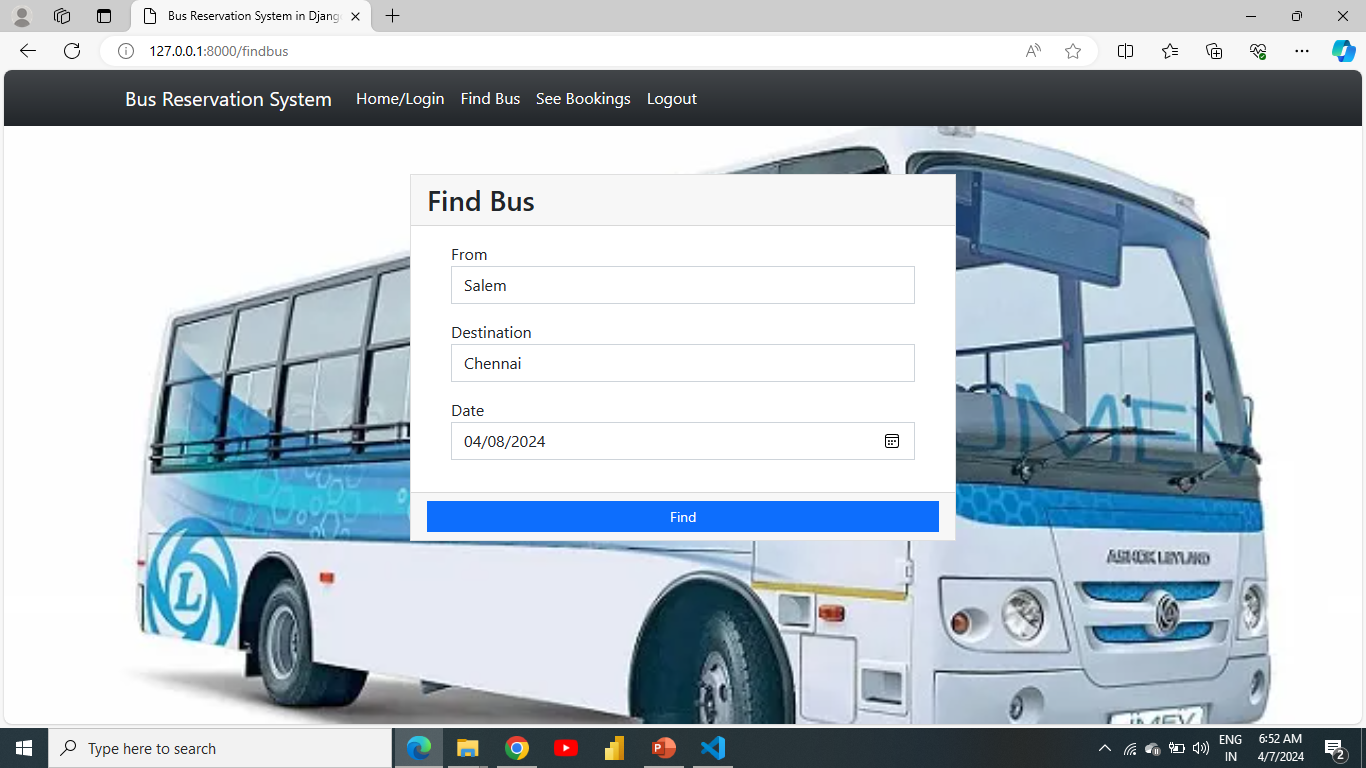 Bus Reservation System in Djang
127.0.0.1:8000/findbus
Bus Reservation System Home/Login Find Bus See Bookings Logout
Find Bus
From
Salem
Destination
Chennai
Date
04/08/2024
Find
JMEV
L
ASHOK LEYLAND
JMEV
Type here to search
ENG
IN
6:52 AM
4/7/2024
2